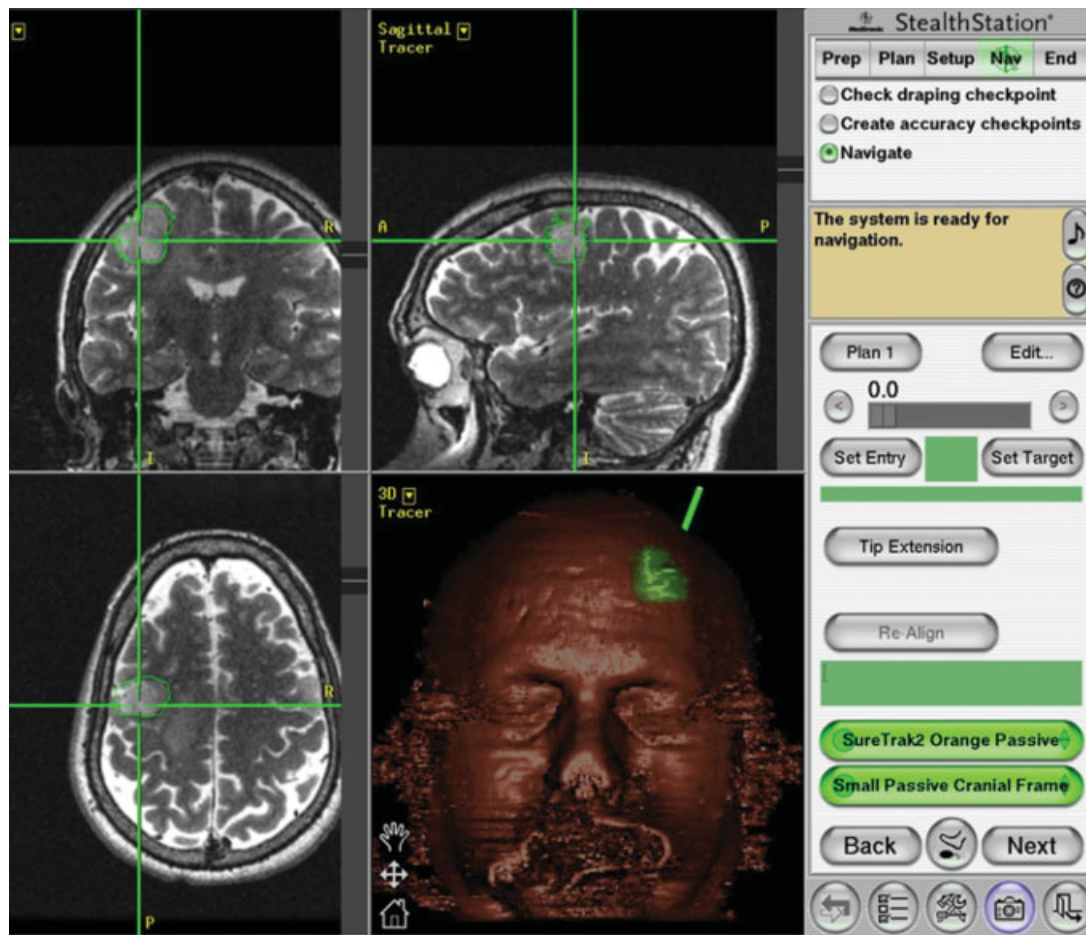 Sagittal
Tracer
R
I
A
P
I
R
P
3D
Tracer
Medtronic
StealthStation®
Prep Plan Setup Nav End
Check draping checkpoint
Create accuracy checkpoints
Navigate
The system is ready for
navigation.
Plan 1 Edit...
0.0
< >
Set Entry Set Target
Tip Extension
Re-Align
SureTrak2 Orange Passive
Small Passive Cranial Frame
Back Next